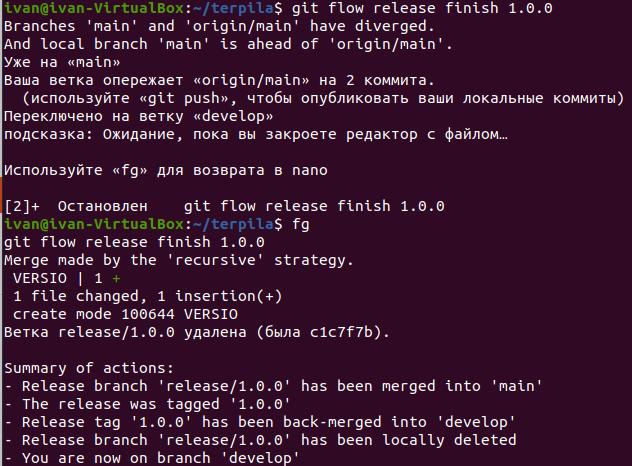 ivan@ivan-VirtualBox:~/terpila$ git flow release finish 1.0.0
Branches 'main' and 'origin/main' have diverged.
And local branch 'main' is ahead of 'origin/main'.
Уже на «main»
Ваша ветка опережает «origin/main» на 2 коммита.
  (используйте «git push», чтобы опубликовать ваши локальные коммиты)
Переключено на ветку «develop»
подсказка: Ожидание, пока вы закроете редактор с файлом…
Используйте «fg» для возврата в nano
[2]+  Остановлен    git flow release finish 1.0.0
ivan@ivan-VirtualBox:~/terpila$ fg
git flow release finish 1.0.0
Merge made by the 'recursive' strategy.
 VERSIO | 1 +
 1 file changed, 1 insertion(+)
 create mode 100644 VERSIO
Ветка release/1.0.0 удалена (была c1c7f7b).
Summary of actions:
- Release branch 'release/1.0.0' has been merged into 'main'
- The release was tagged '1.0.0'
- Release tag '1.0.0' has been back-merged into 'develop'
- Release branch 'release/1.0.0' has been locally deleted
- You are now on branch 'develop'